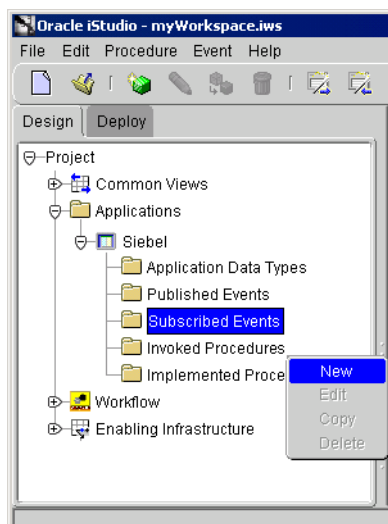 Oracle iStudio - myWorkspace.iws
File Edit Procedure Event Help
Design Deploy
Project
Common Views
Applications
Siebel
Application Data Types
Published Events
Subscribed Events
Invoked Procedures
Implemented Proce
New
Edit
Copy
Delete
Workflow
Enabling Infrastructure